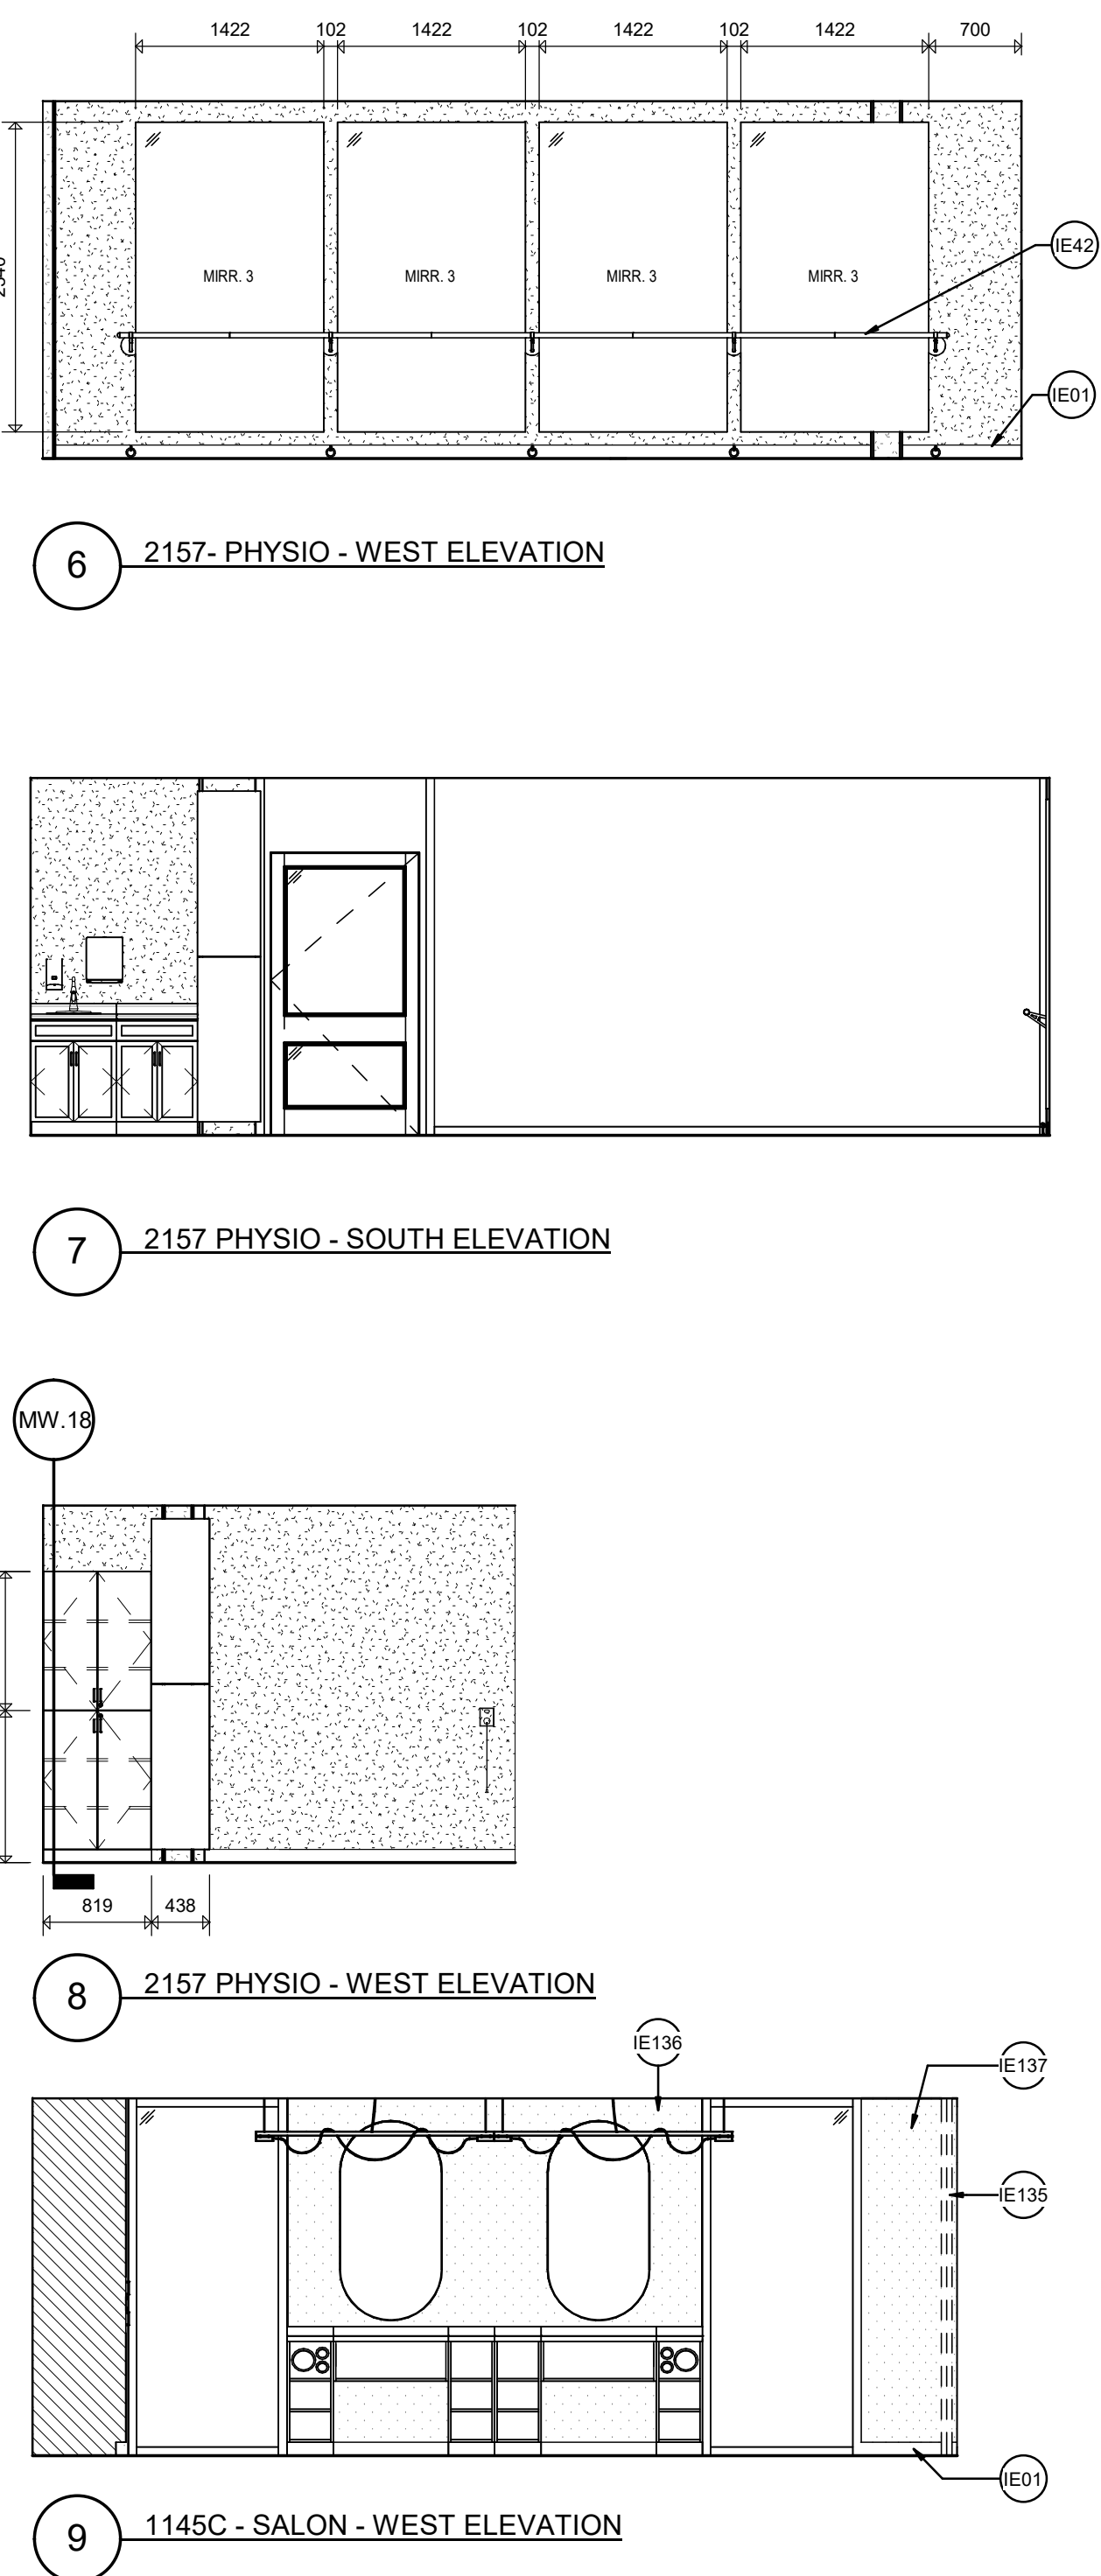 1422 102 1422 102 1422 102 1422 700
MIRR. 3 MIRR. 3 MIRR. 3 MIRR. 3
IE42
IE01
6 2157- PHYSIO - WEST ELEVATION
7 2157 PHYSIO - SOUTH ELEVATION
MW.18
819 438
8 2157 PHYSIO - WEST ELEVATION
IE136
IE137
IE135
IE01
9 1145C - SALON - WEST ELEVATION